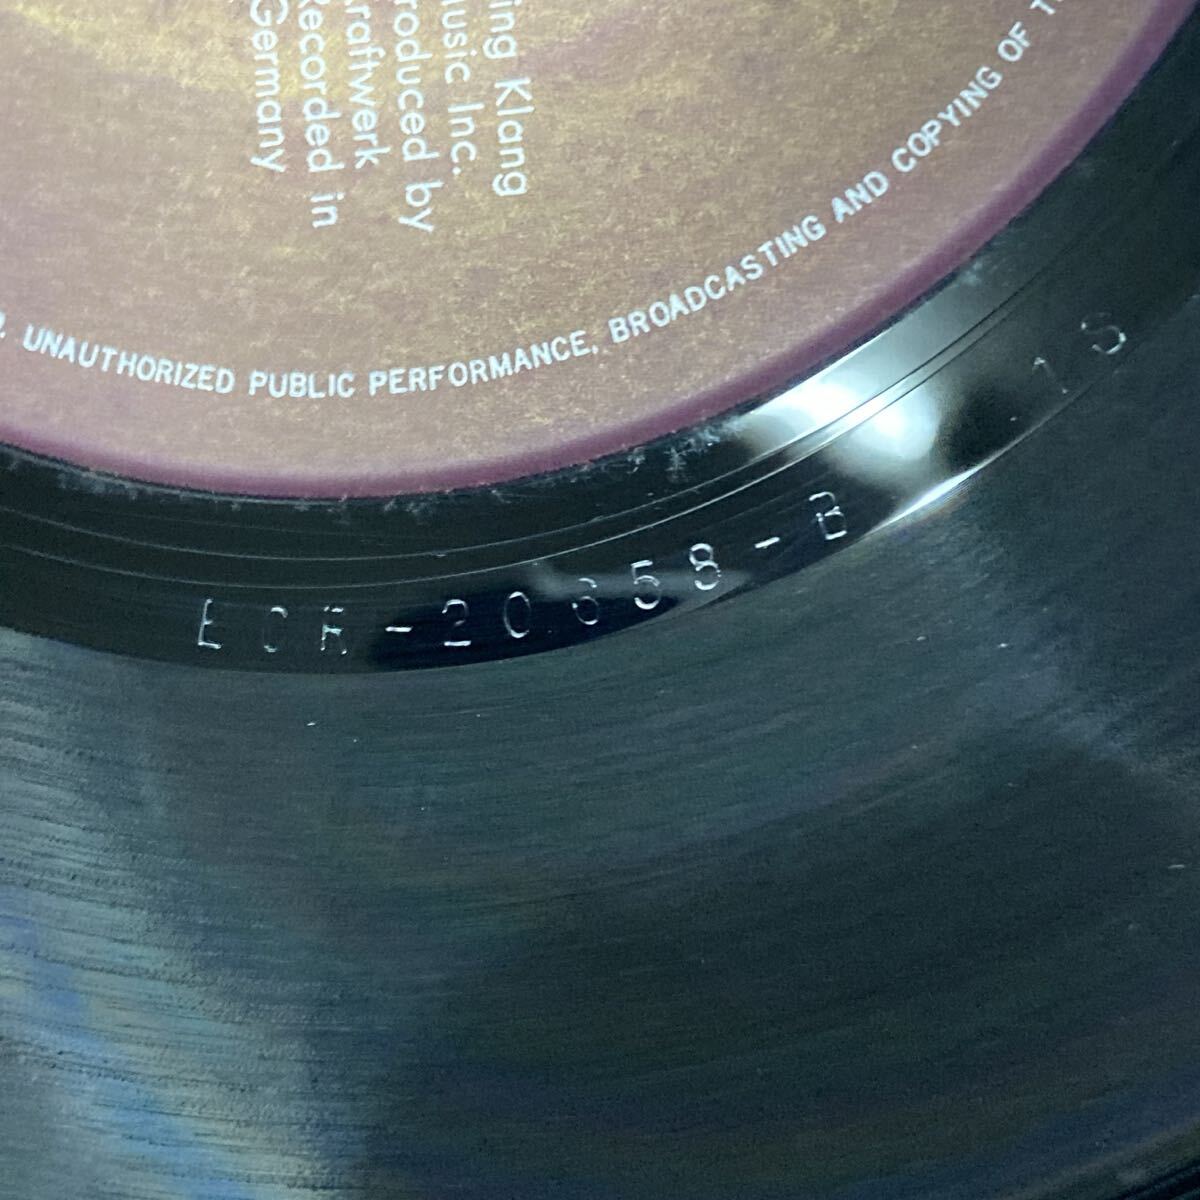 ing Klang
usic Inc.
roduced by
raftwerk
Recorded in
Germany
D. UNAUTHORIZED PUBLIC PERFORMANCE, BROADCASTING AND COPYING OF T
ECR-20658-B 1S